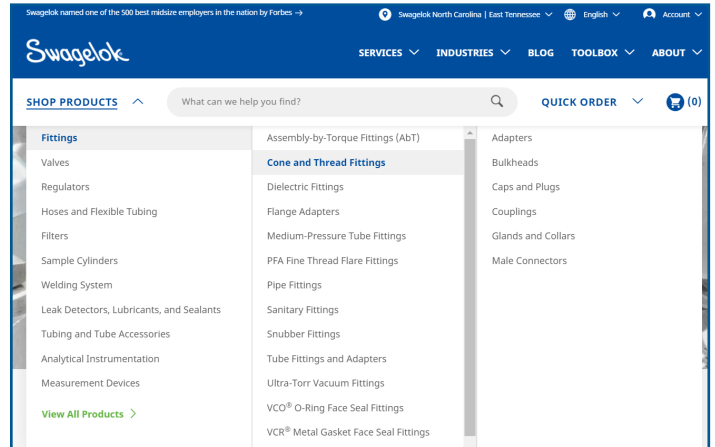 Swagelok named one of the 500 best midsize employers in the nation by Forbes →
Swagelok North Carolina | East Tennessee
English
Account
Swagelok
SERVICES
INDUSTRIES
BLOG
TOOLBOX
ABOUT
SHOP PRODUCTS
What can we help you find?
QUICK ORDER
(0)
Fittings
Valves
Regulators
Hoses and Flexible Tubing
Filters
Sample Cylinders
Welding System
Leak Detectors, Lubricants, and Sealants
Tubing and Tube Accessories
Analytical Instrumentation
Measurement Devices
View All Products
Assembly-by-Torque Fittings (AbT)
Cone and Thread Fittings
Dielectric Fittings
Flange Adapters
Medium-Pressure Tube Fittings
PFA Fine Thread Flare Fittings
Pipe Fittings
Sanitary Fittings
Snubber Fittings
Tube Fittings and Adapters
Ultra-Torr Vacuum Fittings
VCO® O-Ring Face Seal Fittings
VCR® Metal Gasket Face Seal Fittings
Adapters
Bulkheads
Caps and Plugs
Couplings
Glands and Collars
Male Connectors